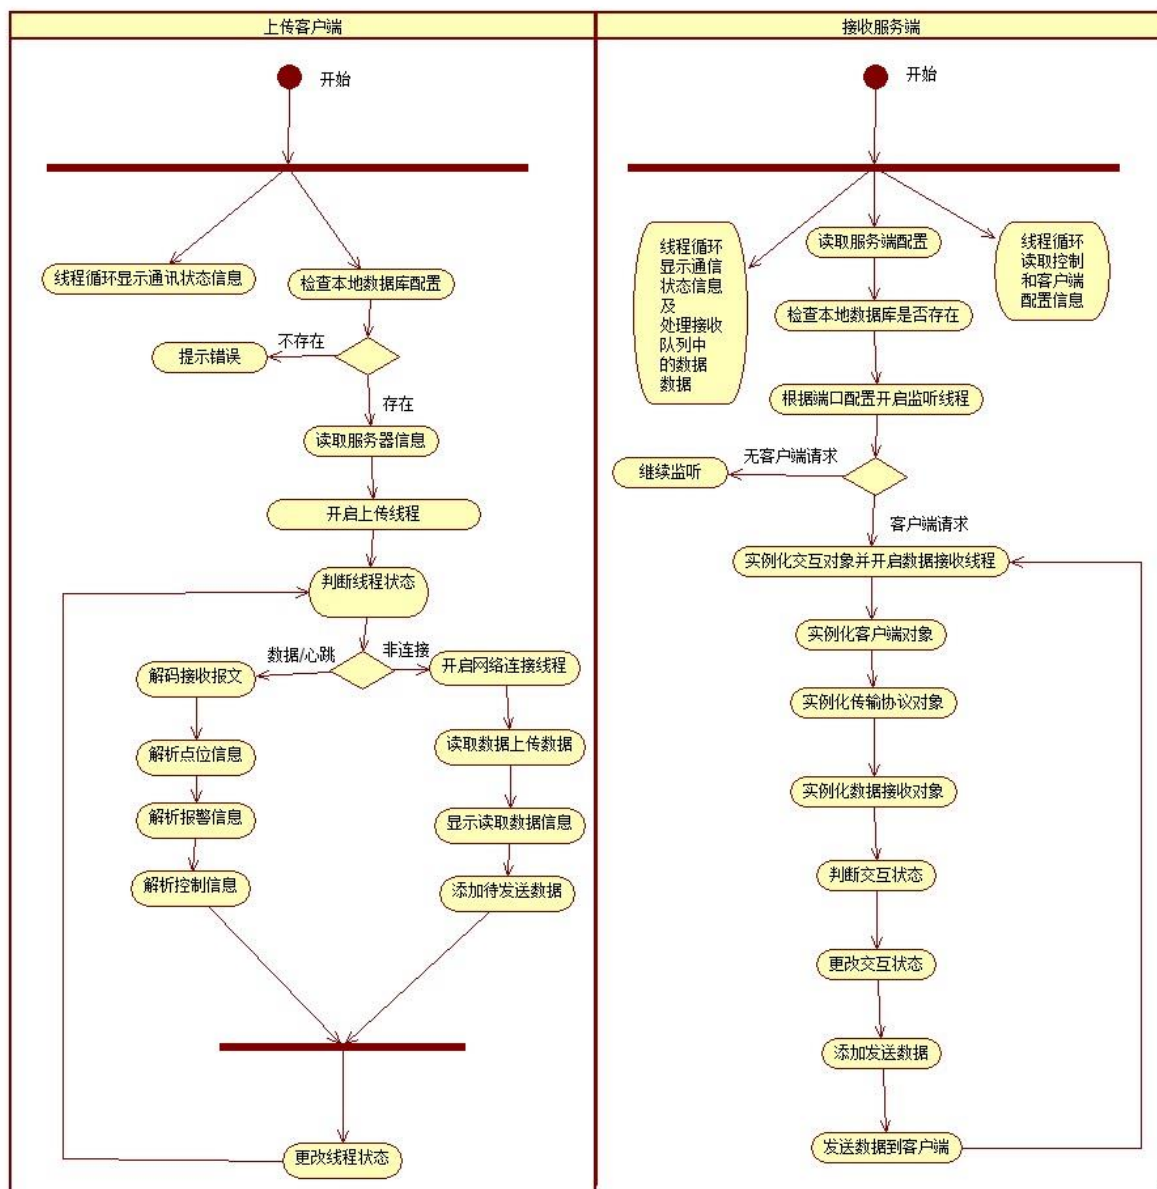 上传客户端
开始
线程循环显示通讯状态信息
检查本地数据库配置
不存在
提示错误
存在
读取服务器信息
开启上传线程
判断线程状态
数据/心跳
非连接
解码接收报文
开启网络连接线程
解析点位信息
读取数据上传数据
解析报警信息
显示读取数据信息
解析控制信息
添加待发送数据
更改线程状态
接收服务端
开始
线程循环
显示通信
状态信息
及
处理接收
队列中
的数据
数据
读取服务端配置
线程循环
读取控制
和客户端
配置信息
检查本地数据库是否存在
根据端口配置开启监听线程
无客户端请求
继续监听
客户端请求
实例化交互对象并开启数据接收线程
实例化客户端对象
实例化传输协议对象
实例化数据接收对象
判断交互状态
更改交互状态
添加发送数据
发送数据到客户端